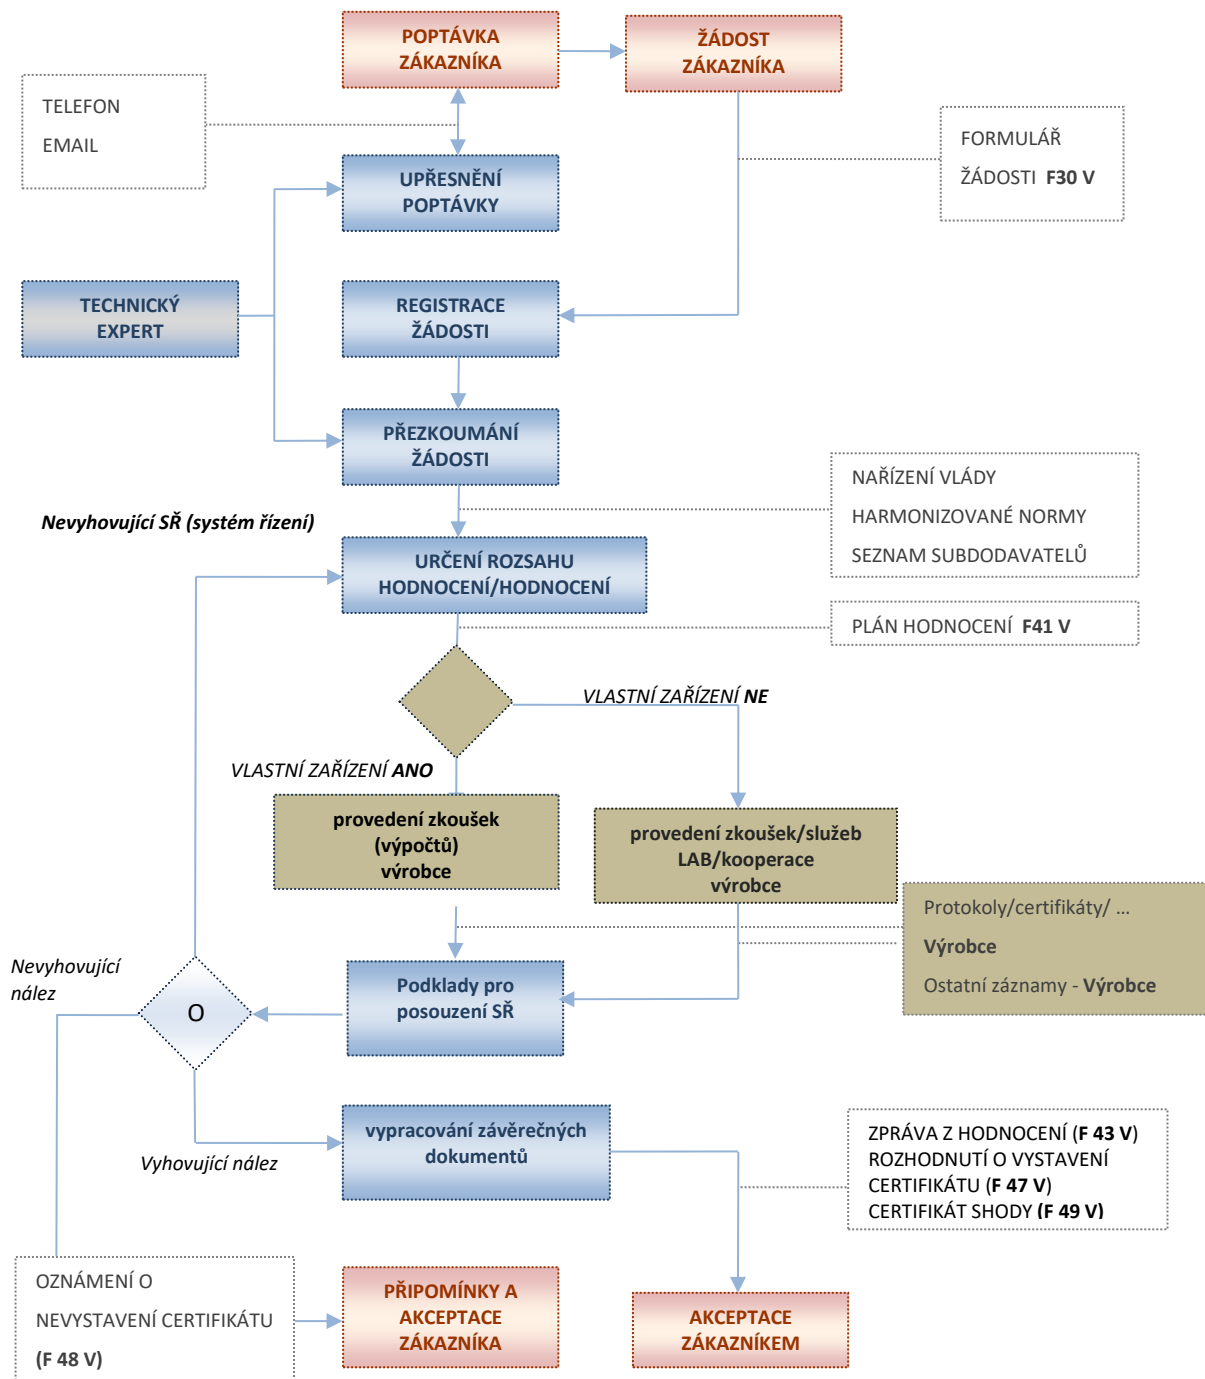 POPTÁVKA
ZÁKAZNÍKA
ŽÁDOST
ZÁKAZNÍKA
TELEFON
EMAIL
FORMULÁŘ
ŽÁDOSTI F30 V
UPŘESNĚNÍ
POPTÁVKY
TECHNICKÝ
EXPERT
REGISTRACE
ŽÁDOSTI
PŘEZKOUMÁNÍ
ŽÁDOSTI
NAŘÍZENÍ VLÁDY
HARMONIZOVANÉ NORMY
SEZNAM SUBDODAVATELŮ
Nevyhovující SŘ (systém řízení)
URČENÍ ROZSAHU
HODNOCENÍ/HODNOCENÍ
PLÁN HODNOCENÍ F41 V
VLASTNÍ ZAŘÍZENÍ NE
VLASTNÍ ZAŘÍZENÍ ANO
provedení zkoušek
(výpočtů)
výrobce
provedení zkoušek/služeb
LAB/kooperace
výrobce
Protokoly/certifikáty/ ...
Výrobce
Ostatní záznamy - Výrobce
Nevyhovující
nález
O
Podklady pro
posouzení SŘ
vypracování závěrečných
dokumentů
Vyhovující nález
ZPRÁVA Z HODNOCENÍ (F 43 V)
ROZHODNUTÍ O VYSTAVENÍ
CERTIFIKÁTU (F 47 V)
CERTIFIKÁT SHODY (F 49 V)
OZNÁMENÍ O
NEVYSTAVENÍ CERTIFIKÁTU
(F 48 V)
PŘIPOMÍNKY A
AKCEPTACE
ZÁKAZNÍKA
AKCEPTACE
ZÁKAZNÍKEM